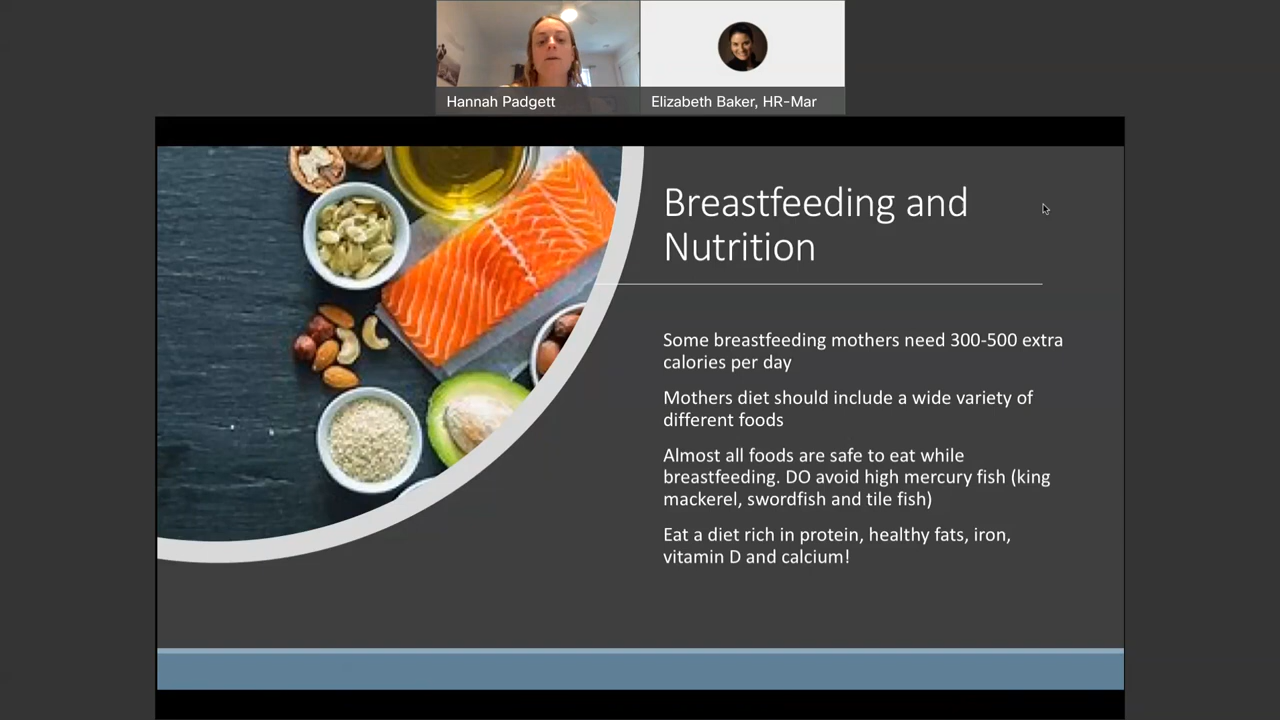 Hannah Padgett
Elizabeth Baker, HR-Mar
Breastfeeding and
Nutrition
Some breastfeeding mothers need 300-500 extra
calories per day
Mothers diet should include a wide variety of
different foods
Almost all foods are safe to eat while
breastfeeding. DO avoid high mercury fish (king
mackerel, swordfish and tile fish)
Eat a diet rich in protein, healthy fats, iron,
vitamin D and calcium!